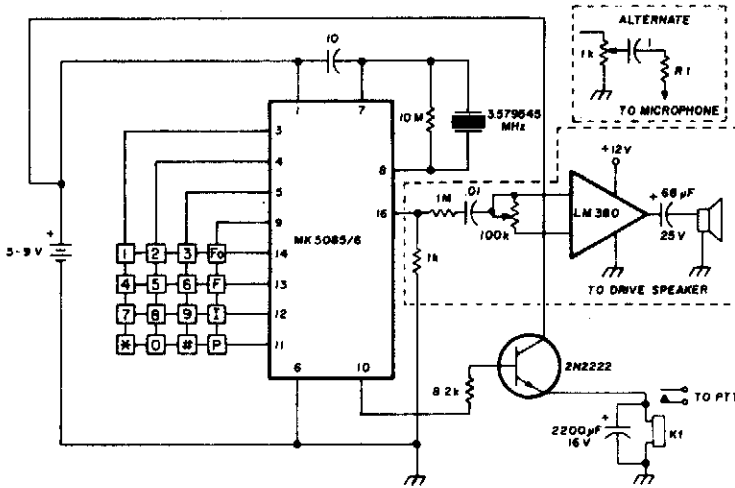 ALTERNATE
1k
1
R1
TO MICROPHONE
10
1
7
10M
3.579545
MHz
3
4
5
9
14
13
12
11
8
16
6
10
MK5085/6
+
5-9V
1 2 3 Fo
4 5 6 F
7 8 9 I
* 0 # P
1M
.01
100k
1k
+12V
LM380
+
68µF
25V
TO DRIVE SPEAKER
8.2k
2N2222
TO PTT
+
2200µF
16V
K1